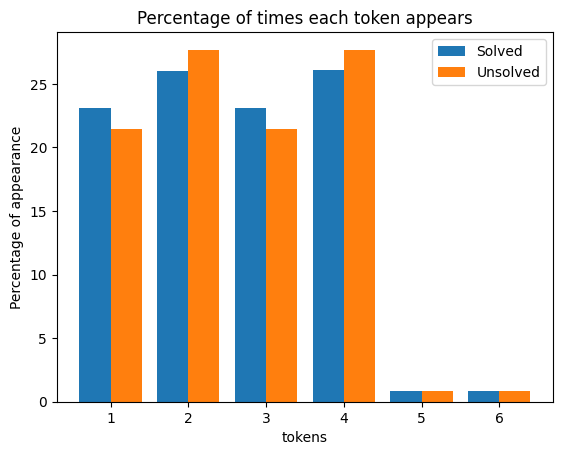 Percentage of times each token appears
Solved
Unsolved
Percentage of appearance
25
20
15
10
5
0
1 2 3 4 5 6
tokens